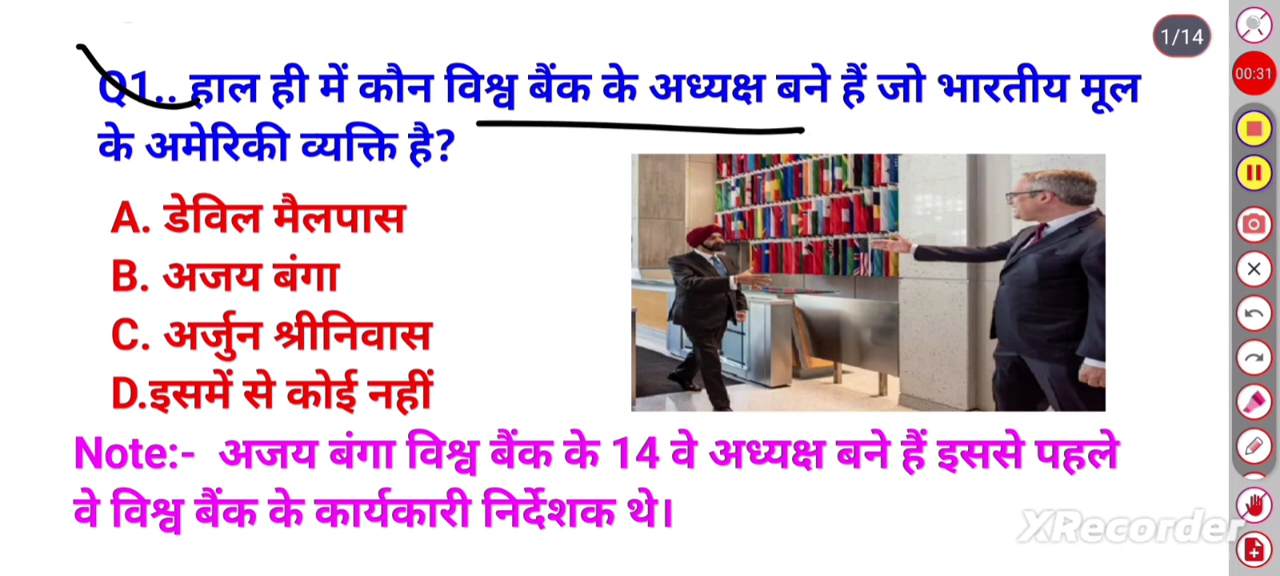 1/14
00:31
Q1.. हाल ही में कौन विश्व बैंक के अध्यक्ष बने हैं जो भारतीय मूल
के अमेरिकी व्यक्ति है?
A. डेविल मैलपास
B. अजय बंगा
C. अर्जुन श्रीनिवास
D.इसमें से कोई नहीं
Note:- अजय बंगा विश्व बैंक के 14 वे अध्यक्ष बने हैं इससे पहले
वे विश्व बैंक के कार्यकारी निर्देशक थे।
XRecorder